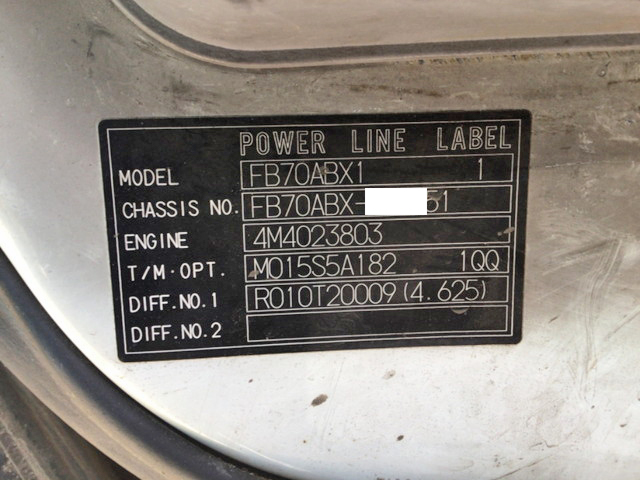 POWER LINE LABEL
MODEL FB70ABX1 1
CHASSIS NO. FB70ABX- 51
ENGINE 4M4023803
T/M·OPT. M015S5A182 1QQ
DIFF.NO.1 R010T20009(4.625)
DIFF.NO.2